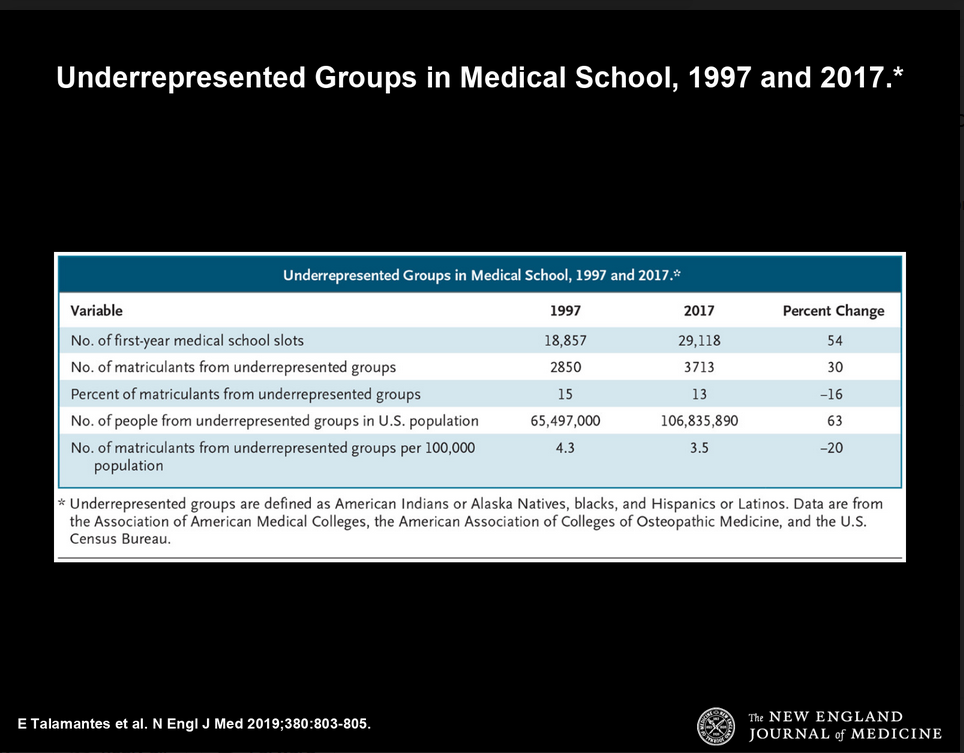 Underrepresented Groups in Medical School, 1997 and 2017.*
Underrepresented Groups in Medical School, 1997 and 2017.*
Variable 1997 2017 Percent Change
No. of first-year medical school slots 18,857 29,118 54
No. of matriculants from underrepresented groups 2850 3713 30
Percent of matriculants from underrepresented groups 15 13 –16
No. of people from underrepresented groups in U.S. population 65,497,000 106,835,890 63
No. of matriculants from underrepresented groups per 100,000 4.3 3.5 –20
population
* Underrepresented groups are defined as American Indians or Alaska Natives, blacks, and Hispanics or Latinos. Data are from
the Association of American Medical Colleges, the American Association of Colleges of Osteopathic Medicine, and the U.S.
Census Bureau.
E Talamantes et al. N Engl J Med 2019;380:803-805.
The NEW ENGLAND
JOURNAL of MEDICINE